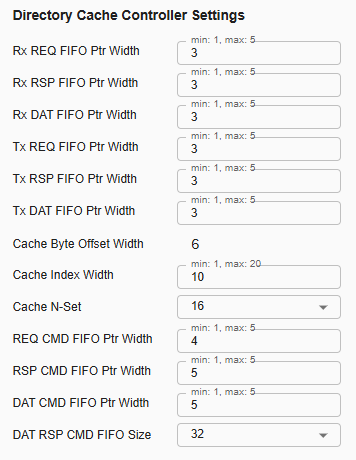 Directory Cache Controller Settings
Rx REQ FIFO Ptr Width
min: 1, max: 5
3
Rx RSP FIFO Ptr Width
min: 1, max: 5
3
Rx DAT FIFO Ptr Width
min: 1, max: 5
3
Tx REQ FIFO Ptr Width
min: 1, max: 5
3
Tx RSP FIFO Ptr Width
min: 1, max: 5
3
Tx DAT FIFO Ptr Width
min: 1, max: 5
3
Cache Byte Offset Width
6
Cache Index Width
min: 1, max: 20
10
Cache N-Set
16
REQ CMD FIFO Ptr Width
min: 1, max: 5
4
RSP CMD FIFO Ptr Width
min: 1, max: 5
5
DAT CMD FIFO Ptr Width
min: 1, max: 5
5
DAT RSP CMD FIFO Size
32